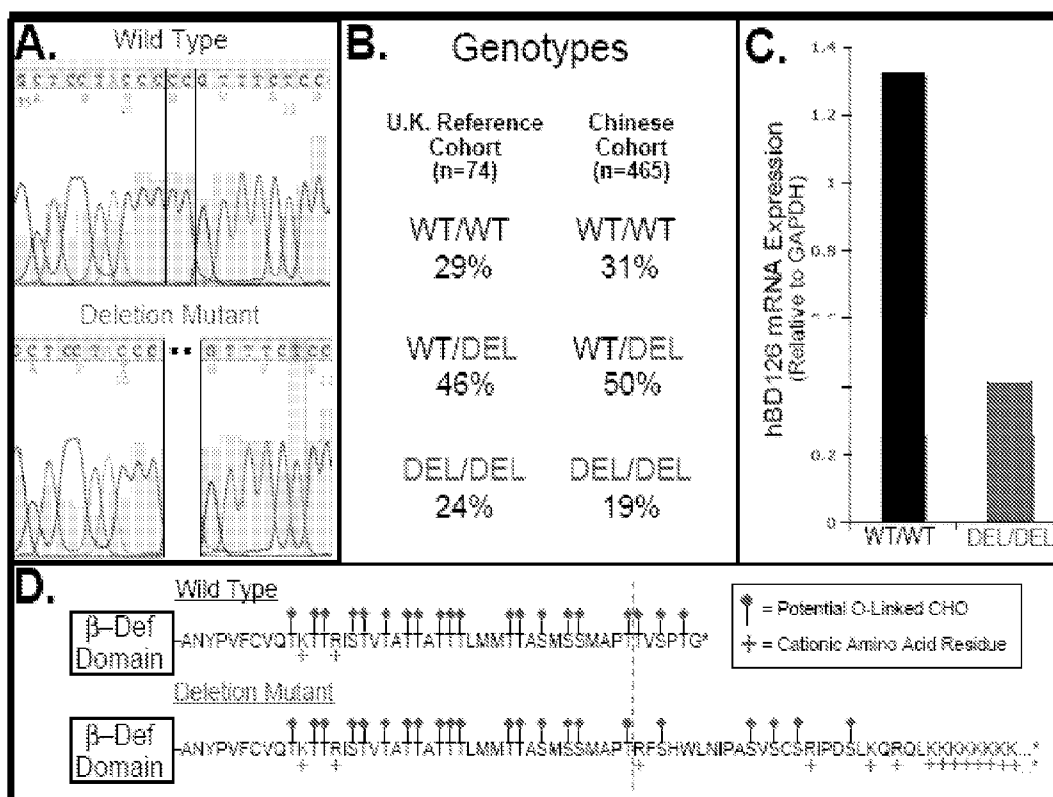 A.
Wild Type
Deletion Mutant
B.
Genotypes
U.K. Reference
Cohort
(n=74)
Chinese
Cohort
(n=465)
WT/WT
29%
WT/WT
31%
WT/DEL
46%
WT/DEL
50%
DEL/DEL
24%
DEL/DEL
19%
C.
hBD126 mRNA Expression
(Relative to GAPDH)
1.4
1.2
1
0.8
0.2
0
WT/WT
DEL/DEL
D.
Wild Type
β–Def
Domain
-ANYPVFCVQTKTTRISTVTATTATTTLMMTTASMSSMAPTTVSPTG*
= Potential O-Linked CHO
+ = Cationic Amino Acid Residue
Deletion Mutant
β–Def
Domain
-ANYPVFCVQTKTTRISTVTATTATTTLMMTTASMSSMAPTRFSHWLNIPASVSCSRIPDSLKQRQLKKKKKKK...*